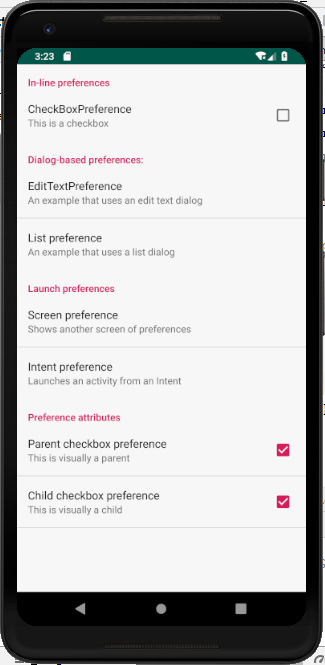 3:23
In-line preferences
CheckBoxPreference
This is a checkbox
Dialog-based preferences:
EditTextPreference
An example that uses an edit text dialog
List preference
An example that uses a list dialog
Launch preferences
Screen preference
Shows another screen of preferences
Intent preference
Launches an activity from an Intent
Preference attributes
Parent checkbox preference
This is visually a parent
Child checkbox preference
This is visually a child